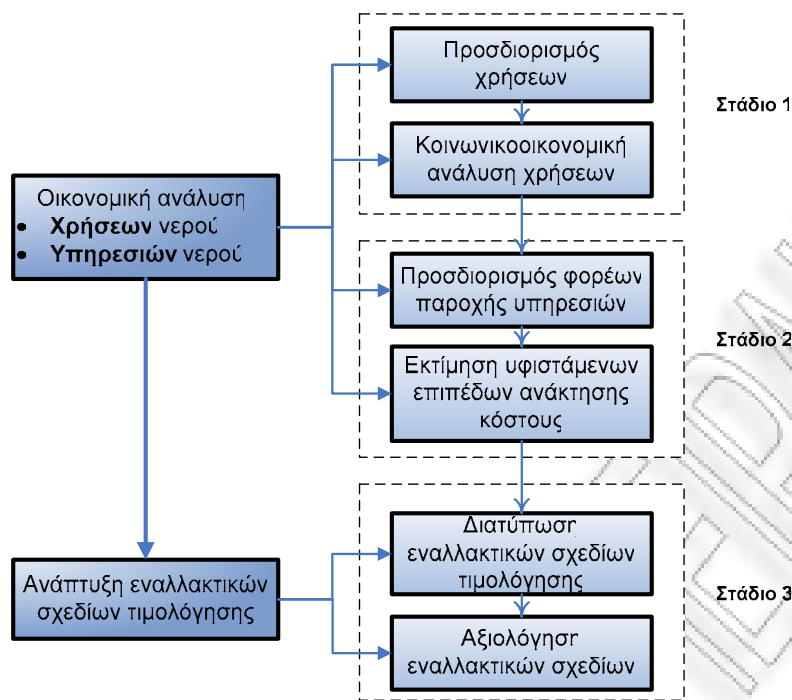 Προσδιορισμός
χρήσεων
Στάδιο 1
Κοινωνικοοικονομική
ανάλυση χρήσεων
Οικονομική ανάλυση
• Χρήσεων νερού
• Υπηρεσιών νερού
Προσδιορισμός φορέων
παροχής υπηρεσιών
Στάδιο 2
Εκτίμηση υφιστάμενων
επιπέδων ανάκτησης
κόστους
Διατύπωση
εναλλακτικών σχεδίων
τιμολόγησης
Ανάπτυξη εναλλακτικών
σχεδίων τιμολόγησης
Στάδιο 3
Αξιολόγηση
εναλλακτικών σχεδίων